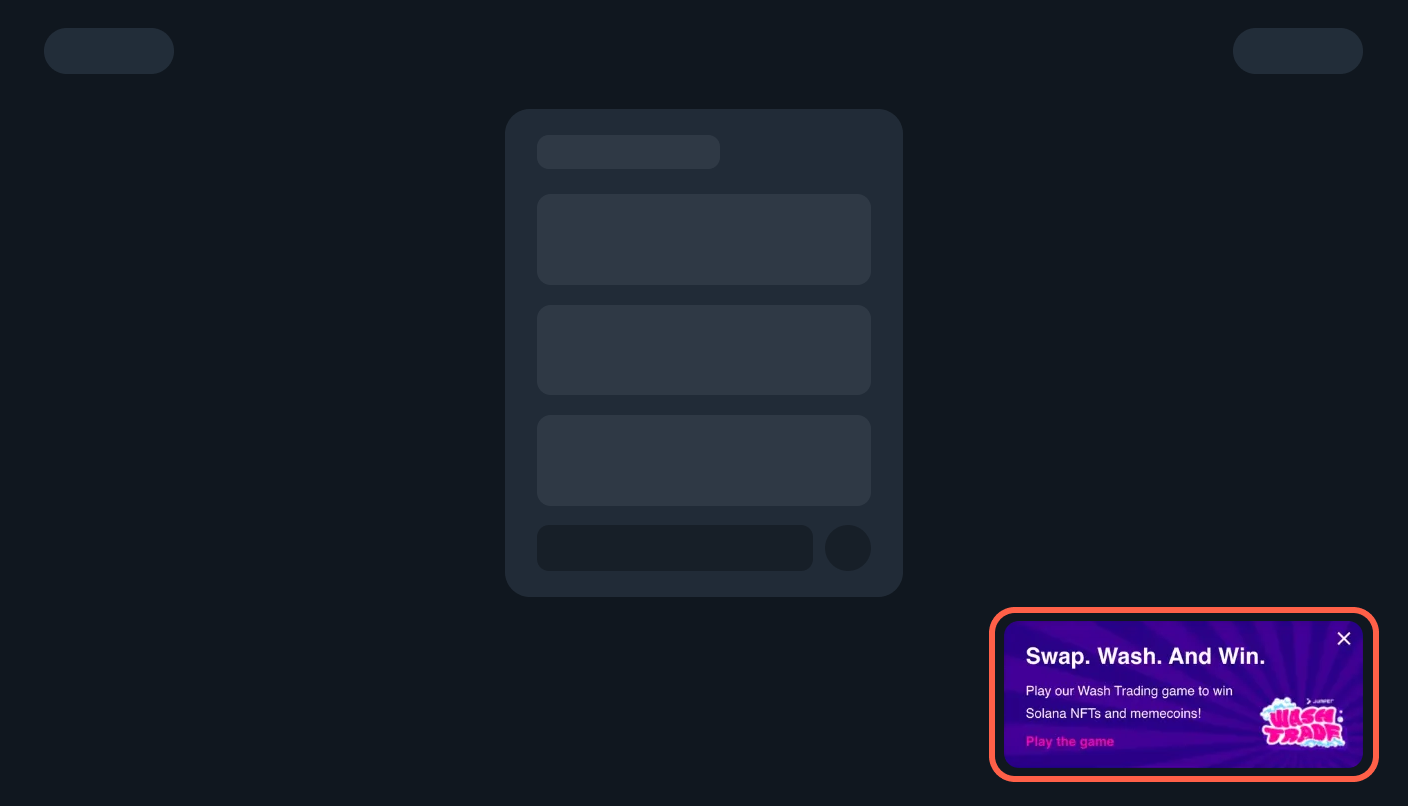 Swap. Wash. And Win.
Play our Wash Trading game to win
Solana NFTs and memecoins!
Play the game
JUMPER
WASH
TRADE